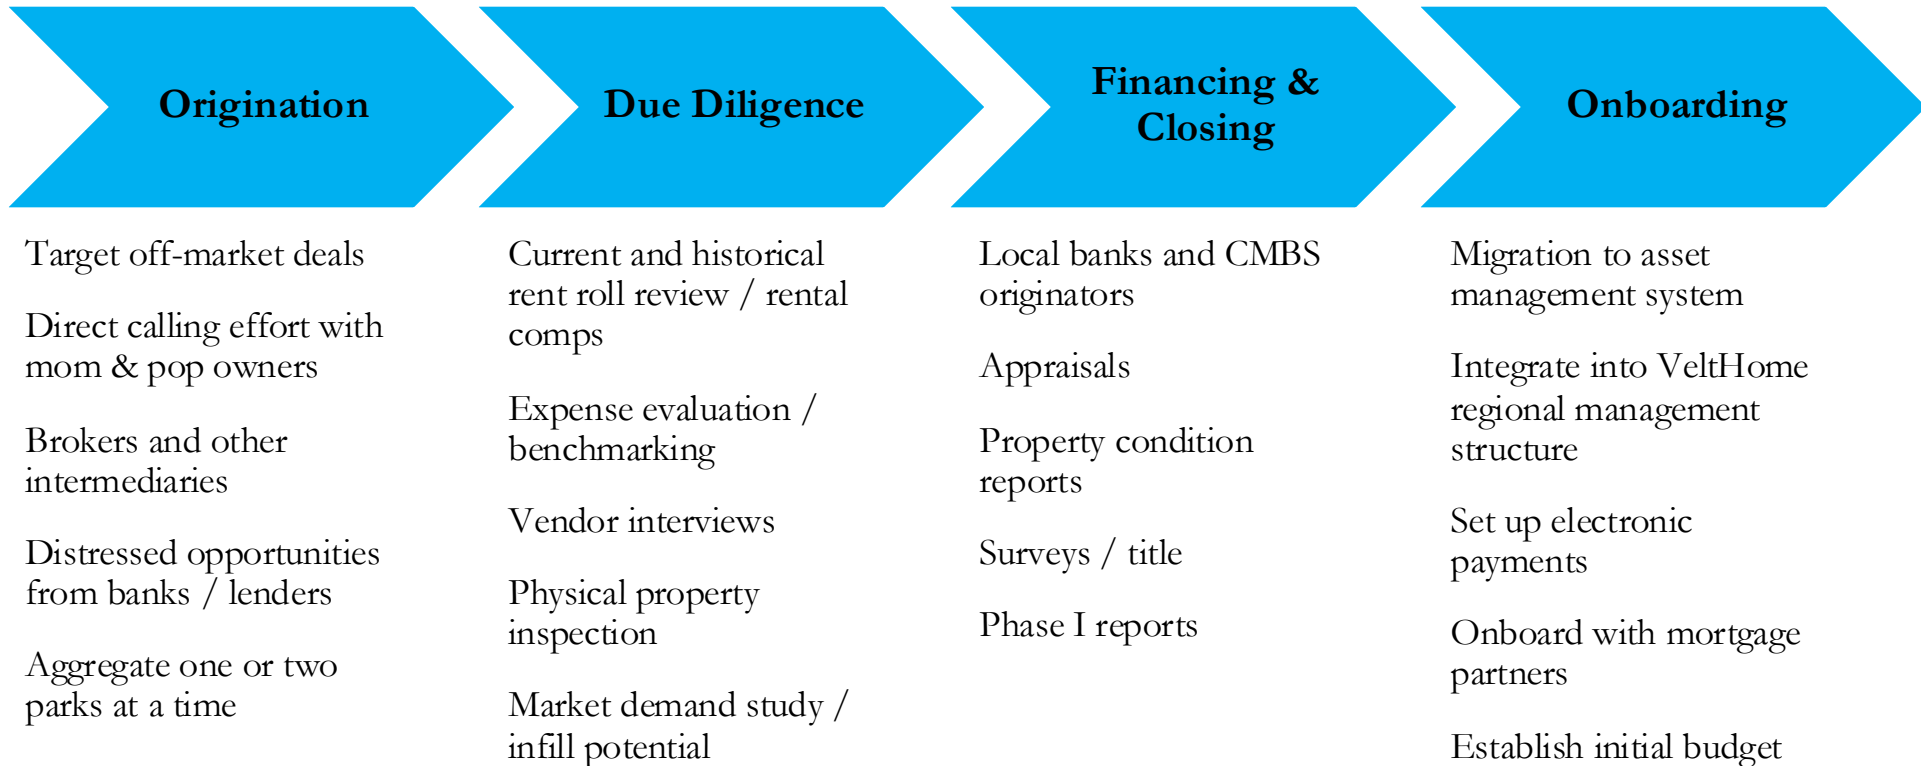 Origination
Due Diligence
Financing &
Closing
Onboarding
Target off-market deals
Direct calling effort with
mom & pop owners
Brokers and other
intermediaries
Distressed opportunities
from banks / lenders
Aggregate one or two
parks at a time
Current and historical
rent roll review / rental
comps
Expense evaluation /
benchmarking
Vendor interviews
Physical property
inspection
Market demand study /
infill potential
Local banks and CMBS
originators
Appraisals
Property condition
reports
Surveys / title
Phase I reports
Migration to asset
management system
Integrate into VeltHome
regional management
structure
Set up electronic
payments
Onboard with mortgage
partners
Establish initial budget